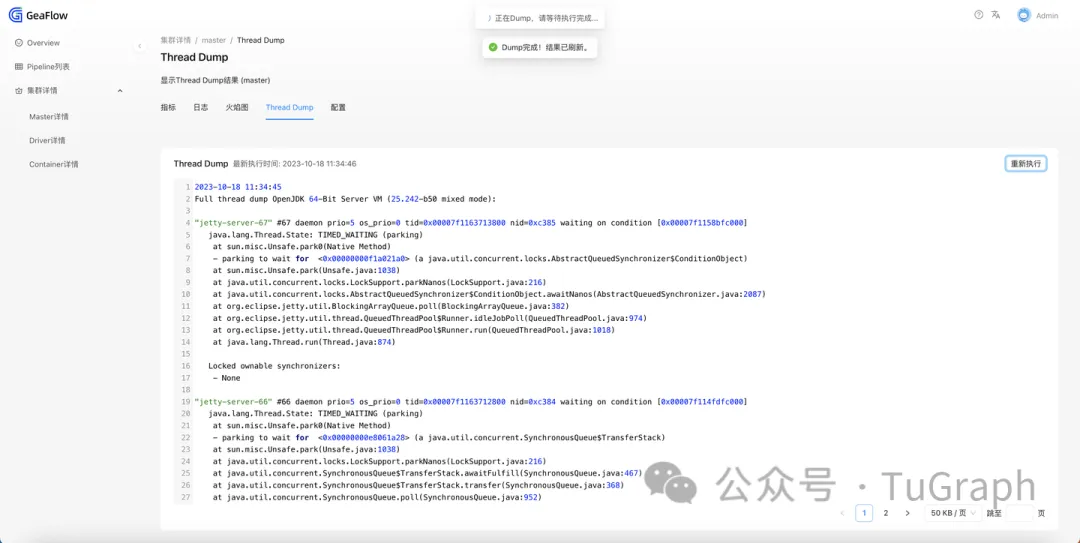 GeaFlow
正在Dump，请等待执行完成...
Admin
Dump完成！结果已刷新。
Overview
Pipeline列表
集群详情
Master详情
Driver详情
Container详情
集群详情 / master / Thread Dump
Thread Dump
显示Thread Dump结果 (master)
指标 日志 火焰图 Thread Dump 配置
Thread Dump 最新执行时间: 2023-10-18 11:34:46 重新执行
1 2023-10-18 11:34:45
2 Full thread dump OpenJDK 64-Bit Server VM (25.242-b50 mixed mode):
3
4 "jetty-server-67" #67 daemon prio=5 os_prio=0 tid=0x00007f1163713800 nid=0xc385 waiting on condition [0x00007f1158bfc000]
5 java.lang.Thread.State: TIMED_WAITING (parking)
6 at sun.misc.Unsafe.park0(Native Method)
7 - parking to wait for <0x00000000f1a021a0> (a java.util.concurrent.locks.AbstractQueuedSynchronizer$ConditionObject)
8 at sun.misc.Unsafe.park(Unsafe.java:1038)
9 at java.util.concurrent.locks.LockSupport.parkNanos(LockSupport.java:216)
10 at java.util.concurrent.locks.AbstractQueuedSynchronizer$ConditionObject.awaitNanos(AbstractQueuedSynchronizer.java:2087)
11 at org.eclipse.jetty.util.BlockingArrayQueue.poll(BlockingArrayQueue.java:382)
12 at org.eclipse.jetty.util.thread.QueuedThreadPool$Runner.idleJobPoll(QueuedThreadPool.java:974)
13 at org.eclipse.jetty.util.thread.QueuedThreadPool$Runner.run(QueuedThreadPool.java:1018)
14 at java.lang.Thread.run(Thread.java:874)
15
16 Locked ownable synchronizers:
17 - None
18
19 "jetty-server-66" #66 daemon prio=5 os_prio=0 tid=0x00007f1163712800 nid=0xc384 waiting on condition [0x00007f114fdfc000]
20 java.lang.Thread.State: TIMED_WAITING (parking)
21 at sun.misc.Unsafe.park0(Native Method)
22 - parking to wait for <0x00000000e8061a28> (a java.util.concurrent.SynchronousQueue$TransferStack)
23 at sun.misc.Unsafe.park(Unsafe.java:1038)
24 at java.util.concurrent.locks.LockSupport.parkNanos(LockSupport.java:216)
25 at java.util.concurrent.SynchronousQueue$TransferStack.awaitFulfill(SynchronousQueue.java:467)
26 at java.util.concurrent.SynchronousQueue$TransferStack.transfer(SynchronousQueue.java:368)
27 at java.util.concurrent.SynchronousQueue.poll(SynchronousQueue.java:952)
公众号 · TuGraph
1 2 50 KB / 页 跳至 页